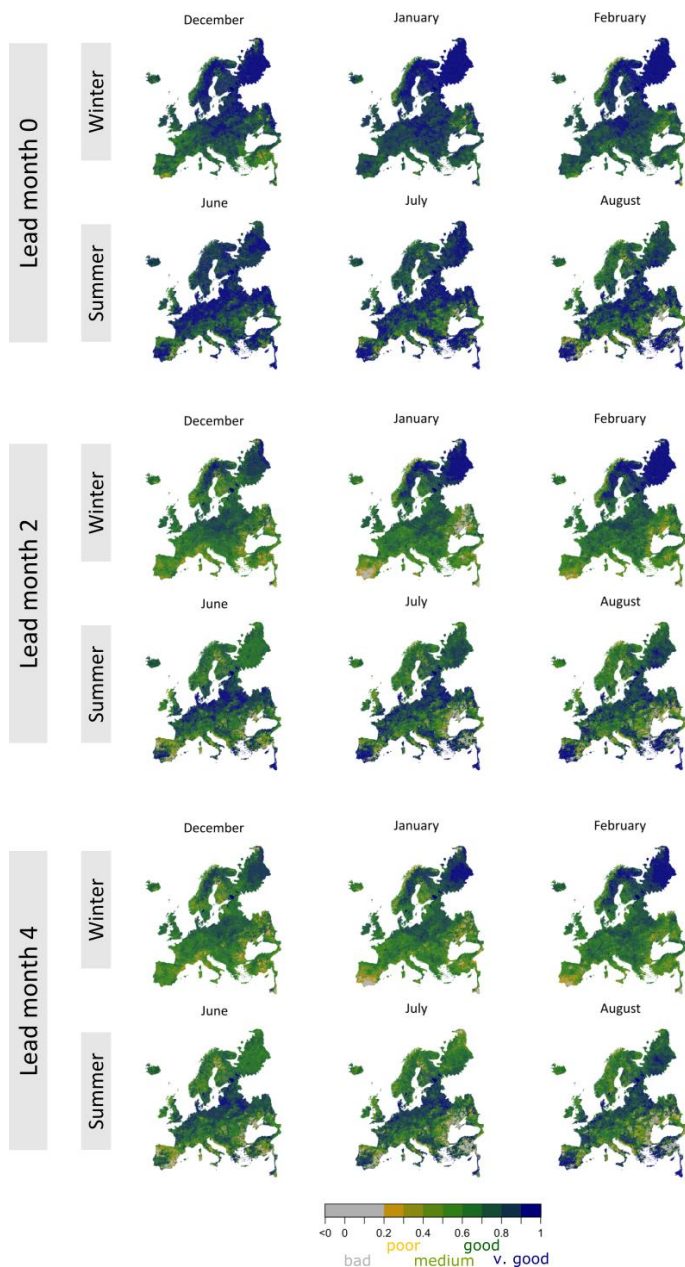 December January February
Lead month 0
Winter
June July August
Summer
December January February
Lead month 2
Winter
June July August
Summer
December January February
Lead month 4
Winter
June July August
Summer
<0 0 0.2 0.4 0.6 0.8 1
poor good
bad medium v. good